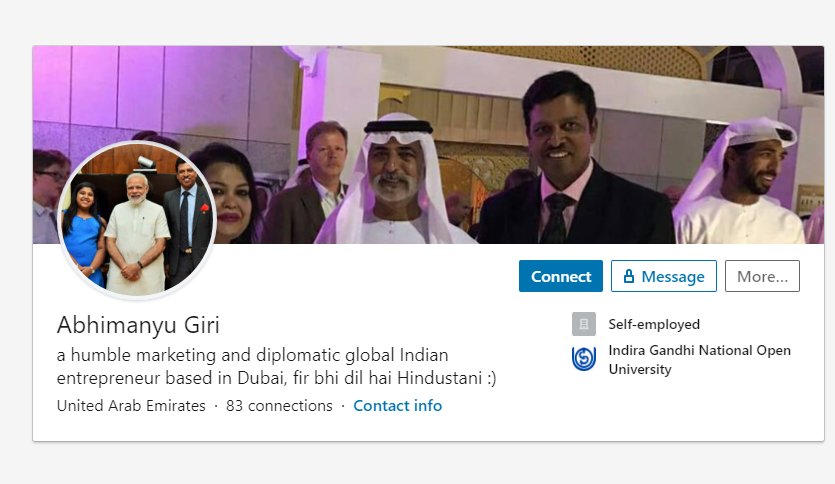 Connect
Message
More...
Abhimanyu Giri
a humble marketing and diplomatic global Indian
entrepreneur based in Dubai, fir bhi dil hai Hindustani :)
United Arab Emirates · 83 connections · Contact info
Self-employed
Indira Gandhi National Open
University